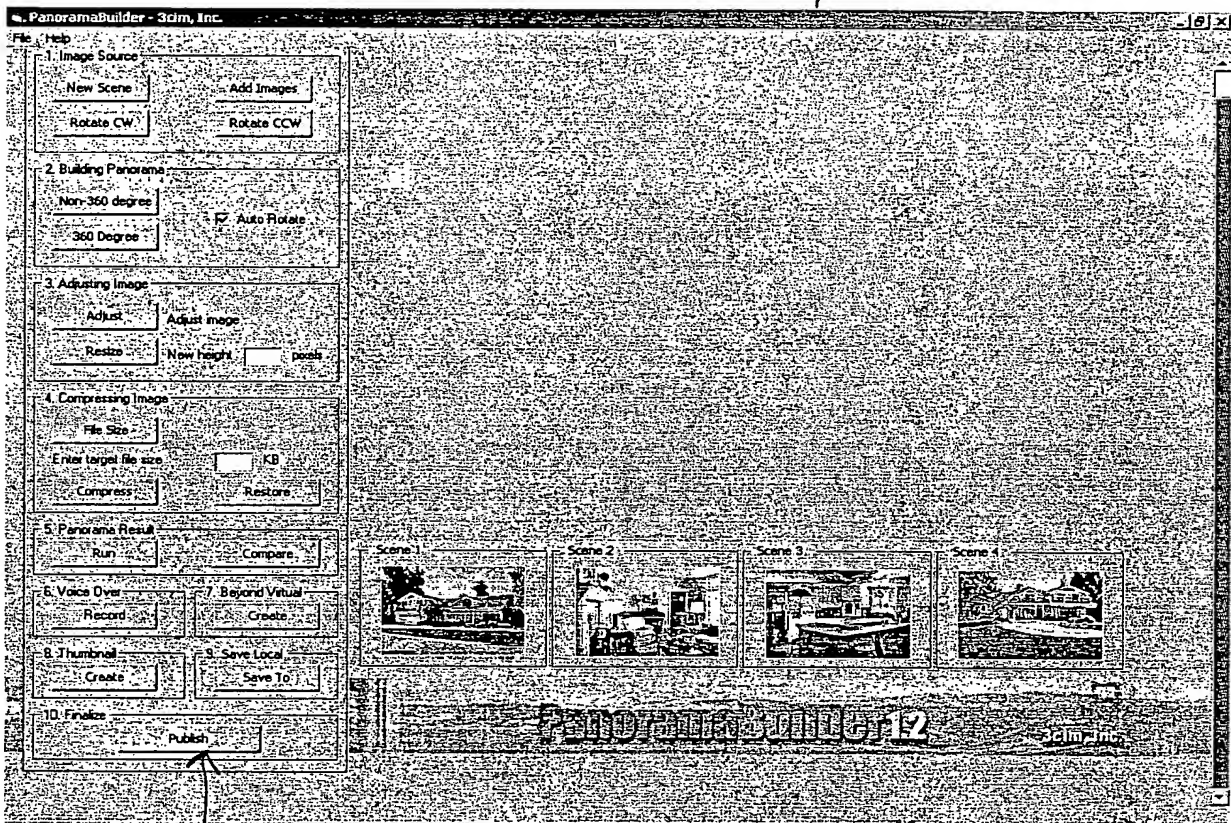 PanoramaBuilder - 3cim, Inc.
File Help
1. Image Source
New Scene Add Images
Rotate CW Rotate CCW
2. Building Panorama
Non-360 degree
Auto Rotate
360 Degree
3. Adjusting Image
Adjust Adjust image
Resize New height pixels
4. Compressing Image
File Size
Enter target file size KB
Compress Restore
5. Panorama Result
Run Compare
6. Voice Over 7. Beyond Virtual
Record Create
8. Thumbnail 9. Save Local
Create Save To
10. Finalize
Publish
Scene 1 Scene 2 Scene 3 Scene 4
PanoramaBuilder 1.2
3cim, Inc.